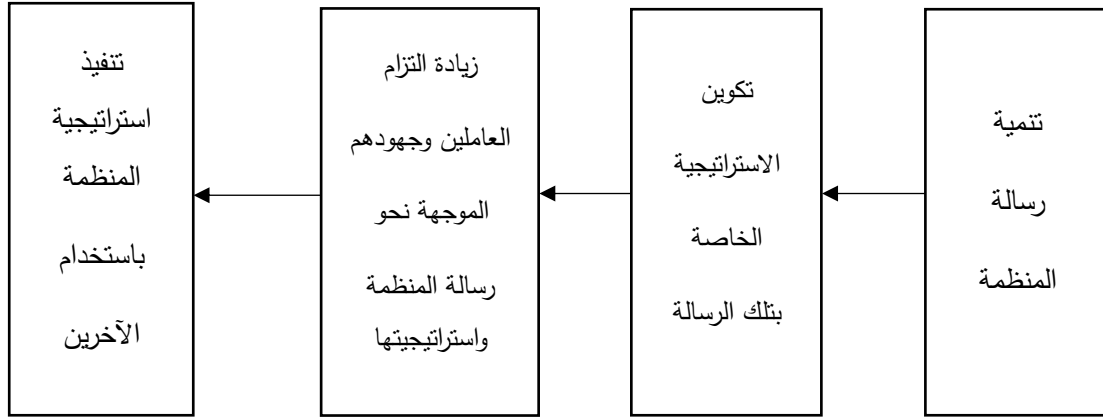 تنمية
رسالة
المنظمة
تكوين
الاستراتيجية
الخاصة
بتلك الرسالة
زيادة التزام
العاملين وجهودهم
الموجهة نحو
رسالة المنظمة
واستراتيجيتها
تنفيذ
استراتيجية
المنظمة
باستخدام
الآخرين